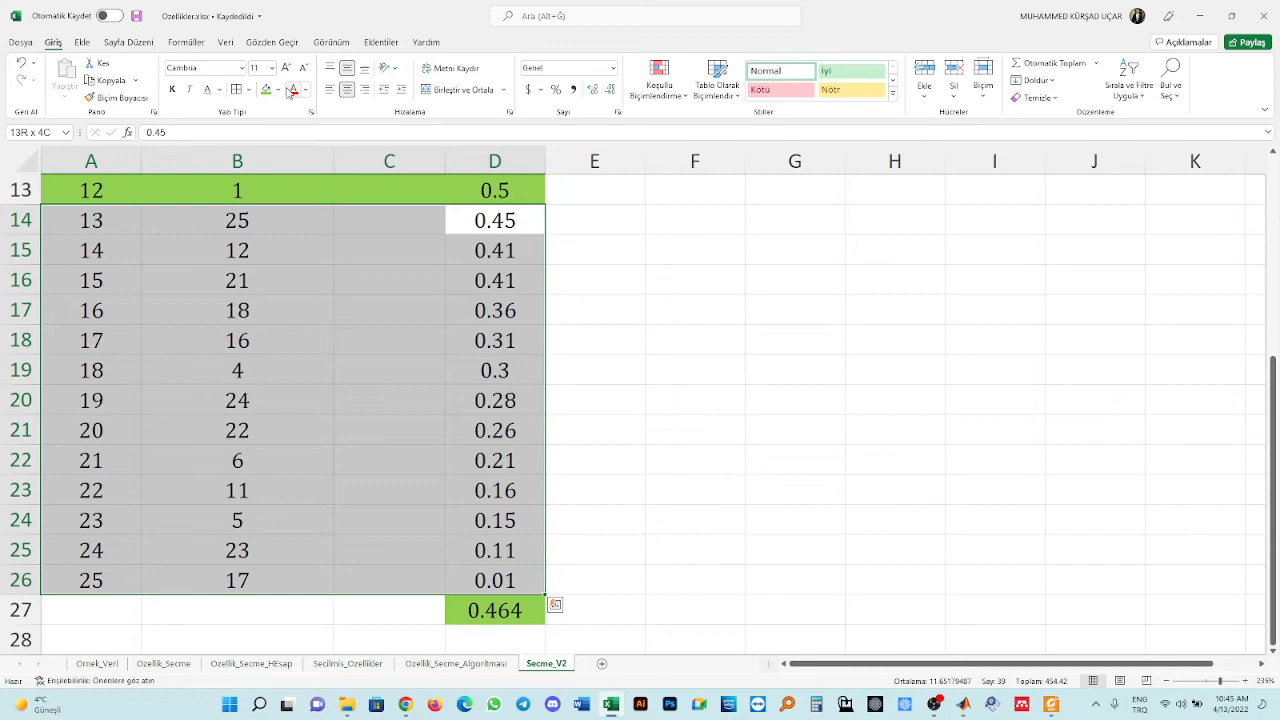 Otomatik Kaydet
Ozellikler.xlsx • Kaydedildi
Ara (Alt+Ğ)
MUHAMMED KÜRŞAD UÇAR
Dosya Giriş Ekle Sayfa Düzeni Formüller Veri Gözden Geçir Görünüm Eklentiler Yardım
Açıklamalar
Paylaş
Yapıştır
Kes
Kopyala
Biçim Boyacısı
Cambria 11
K T A
Metni Kaydır
Birleştir ve Ortala
Genel
Koşullu Biçimlendirme
Tablo Olarak Biçimlendir
Normal İyi
Kötü Nötr
Ekle Sil Biçim
Otomatik Toplam
Doldur
Temizle
Sıralama ve Filtre Uygula
Bul ve Seç
Pano Yazı Tipi Hizalama Sayı Stiller Hücreler Düzenleme
13R x 4C fx 0.45
A B C D E F G H I J K
13 12 1 0.5
14 13 25 0.45
15 14 12 0.41
16 15 21 0.41
17 16 18 0.36
18 17 16 0.31
19 18 4 0.3
20 19 24 0.28
21 20 22 0.26
22 21 6 0.21
23 22 11 0.16
24 23 5 0.15
25 24 23 0.11
26 25 17 0.01
27 0.464
28
Ornek_Veri Ozellik_Secme Ozellik_Secme_HEsap Secilmis_Ozellikler Ozellik_Secme_Algoritması Secme_V2
Hazır Erişilebilirlik: Önerilere göz atın
Ortalama: 11.65179487 Say: 39 Toplam: 454.42
235%
4°C
Güneşli
ENG
TRQ
10:45 AM
4/13/2022